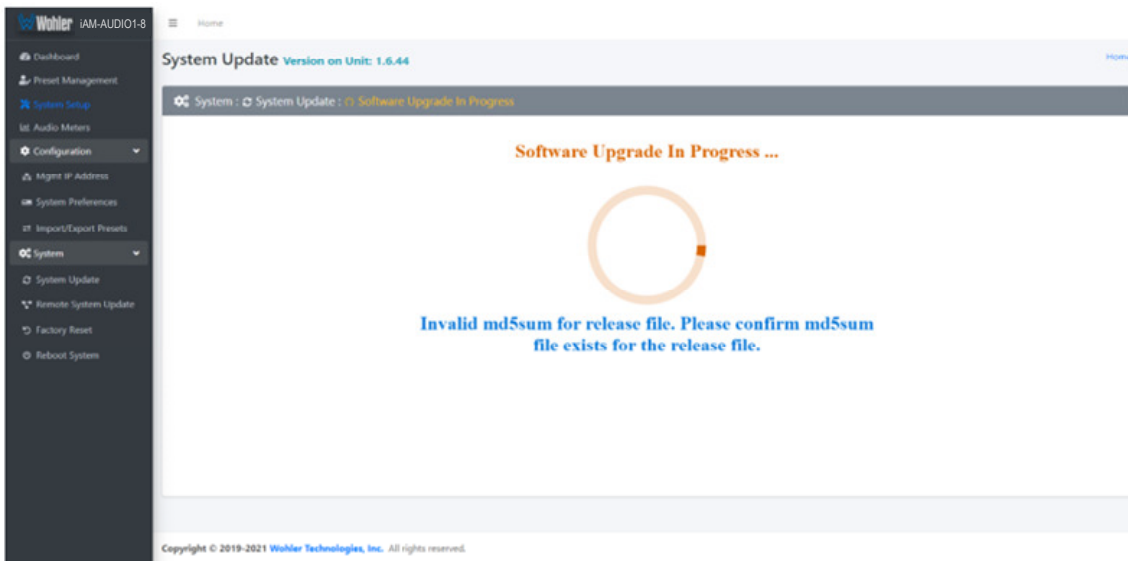 Wohler iAM-AUDIO1-8
Home
Dashboard
Preset Management
System Setup
Audio Meters
Configuration
Mgmt IP Address
System Preferences
Import/Export Presets
System
System Update
Remote System Update
Factory Reset
Reboot System
System Update Version on Unit: 1.6.44
Home
System : System Update : Software Upgrade In Progress
Software Upgrade In Progress ...
Invalid md5sum for release file. Please confirm md5sum
file exists for the release file.
Copyright © 2019-2021 Wohler Technologies, Inc. All rights reserved.